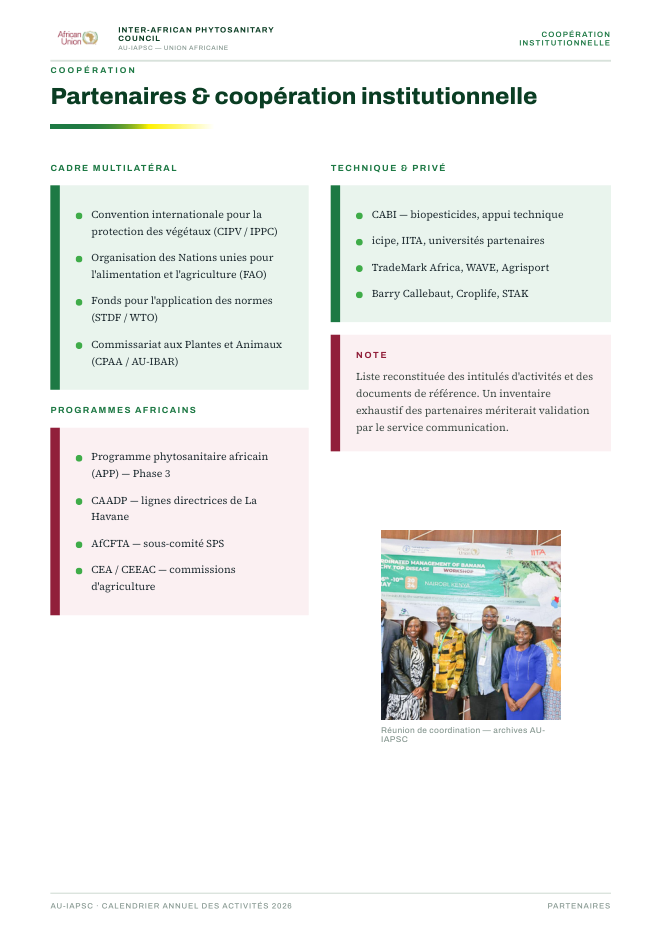 African
Union
INTER-AFRICAN PHYTOSANITARY
COUNCIL
AU-IAPSC — UNION AFRICAINE
COOPÉRATION
INSTITUTIONNELLE
COOPÉRATION
Partenaires & coopération institutionnelle
CADRE MULTILATÉRAL
Convention internationale pour la
protection des végétaux (CIPV / IPPC)
Organisation des Nations unies pour
l'alimentation et l'agriculture (FAO)
Fonds pour l'application des normes
(STDF / WTO)
Commissariat aux Plantes et Animaux
(CPAA / AU-IBAR)
PROGRAMMES AFRICAINS
Programme phytosanitaire africain
(APP) — Phase 3
CAADP — lignes directrices de La
Havane
AfCFTA — sous-comité SPS
CEA / CEEAC — commissions
d'agriculture
TECHNIQUE & PRIVÉ
CABI — biopesticides, appui technique
icipe, IITA, universités partenaires
TradeMark Africa, WAVE, Agrisport
Barry Callebaut, Croplife, STAK
NOTE
Liste reconstituée des intitulés d'activités et des
documents de référence. Un inventaire
exhaustif des partenaires mériterait validation
par le service communication.
IITA
MANAGEMENT OF BANANA
TOP DISEASE WORKSHOP
NAIROBI, KENYA
Réunion de coordination — archives AU-
IAPSC
AU-IAPSC · CALENDRIER ANNUEL DES ACTIVITÉS 2026
PARTENAIRES